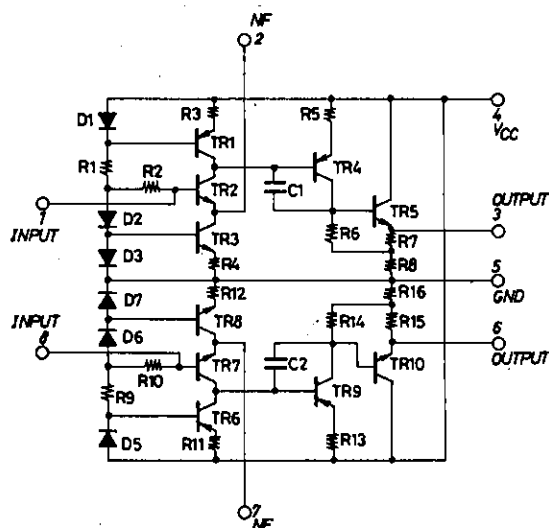 NF
2
R3
R5
D1
TR1
4
VCC
R1
R2
TR4
TR2
C1
1
TR5
OUTPUT
3
INPUT
D2
TR3
R6
R7
D3
R4
R8
5
GND
R12
R16
D7
INPUT
8
TR8
R14
R15
6
OUTPUT
D6
TR7
C2
R10
TR10
R9
TR9
TR6
D5
R11
R13
7
NF